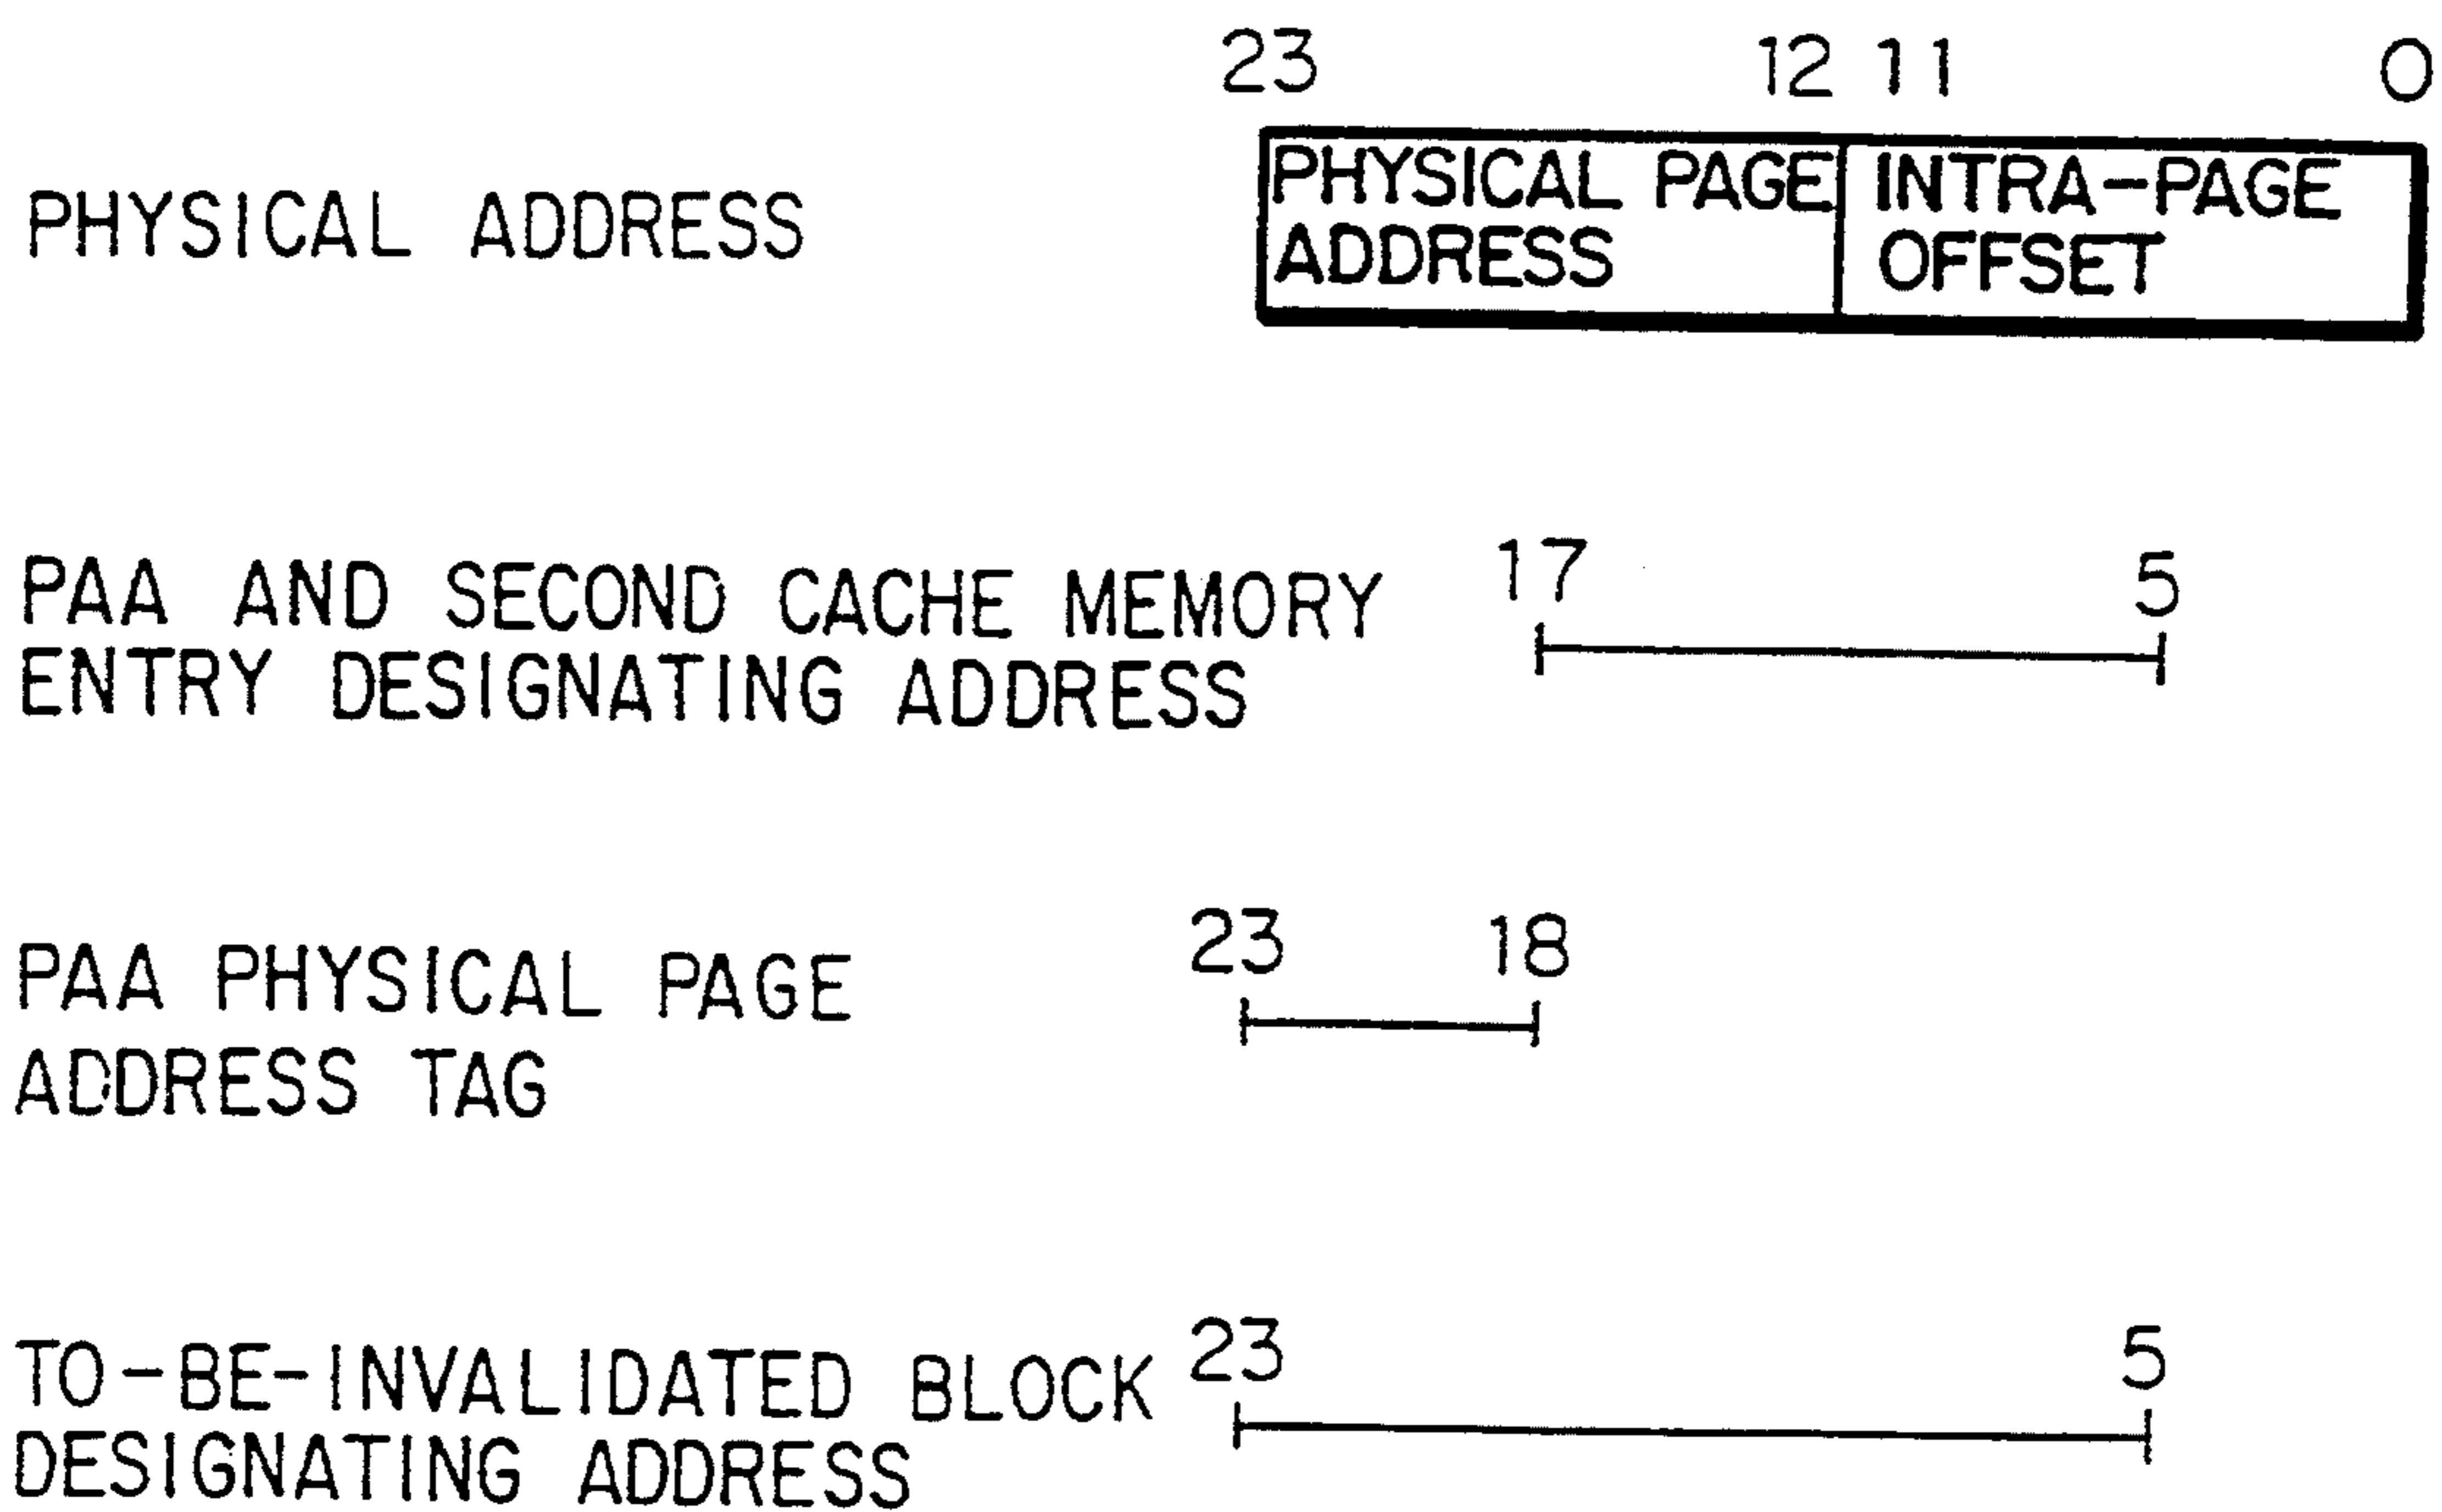 23 12 11 0
PHYSICAL ADDRESS
PHYSICAL PAGE
ADDRESS
INTRA-PAGE
OFFSET
PAA AND SECOND CACHE MEMORY
ENTRY DESIGNATING ADDRESS
17 5
PAA PHYSICAL PAGE
ADDRESS TAG
23 18
TO-BE-INVALIDATED BLOCK
DESIGNATING ADDRESS
23 5